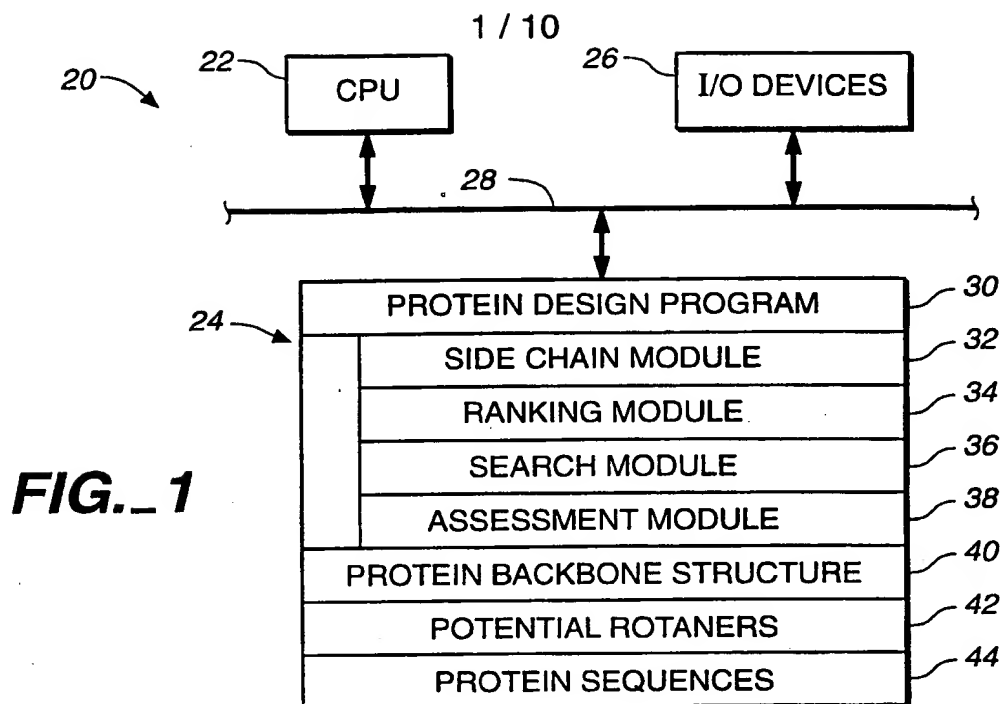 1 / 10
20
22
CPU
26
I/O DEVICES
28
24
PROTEIN DESIGN PROGRAM
30
SIDE CHAIN MODULE
32
RANKING MODULE
34
SEARCH MODULE
36
ASSESSMENT MODULE
38
PROTEIN BACKBONE STRUCTURE
40
POTENTIAL ROTANERS
42
PROTEIN SEQUENCES
44
FIG._1